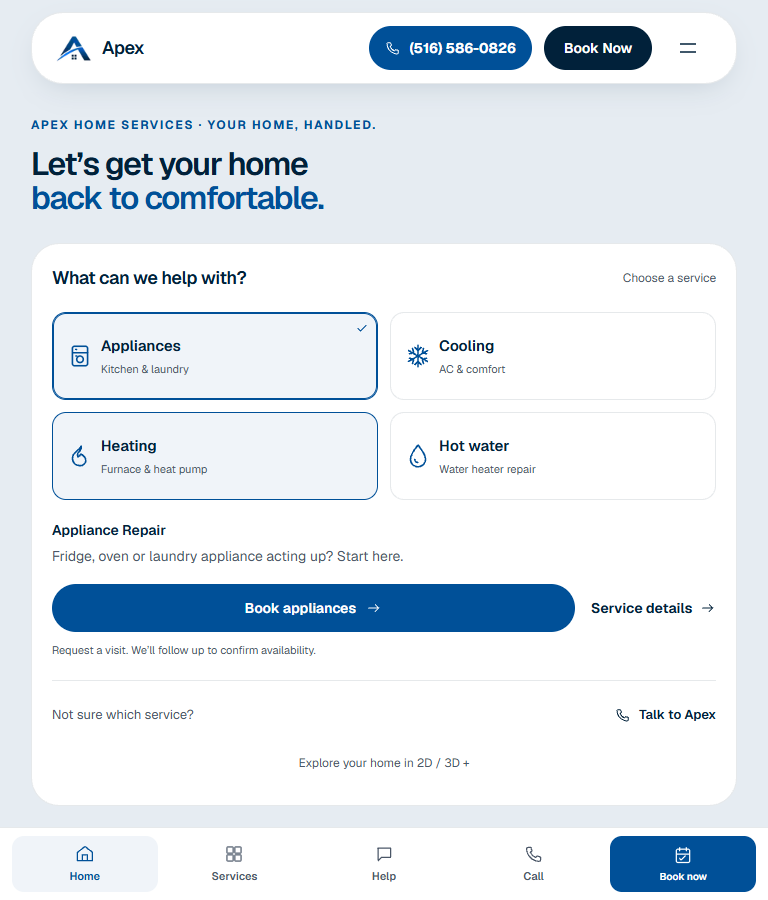 Apex
(516) 586-0826
Book Now
APEX HOME SERVICES · YOUR HOME, HANDLED.
Let’s get your home
back to comfortable.
What can we help with?
Choose a service
Appliances
Kitchen & laundry
Cooling
AC & comfort
Heating
Furnace & heat pump
Hot water
Water heater repair
Appliance Repair
Fridge, oven or laundry appliance acting up? Start here.
Book appliances
Service details
Request a visit. We’ll follow up to confirm availability.
Not sure which service?
Talk to Apex
Explore your home in 2D / 3D +
Home
Services
Help
Call
Book now